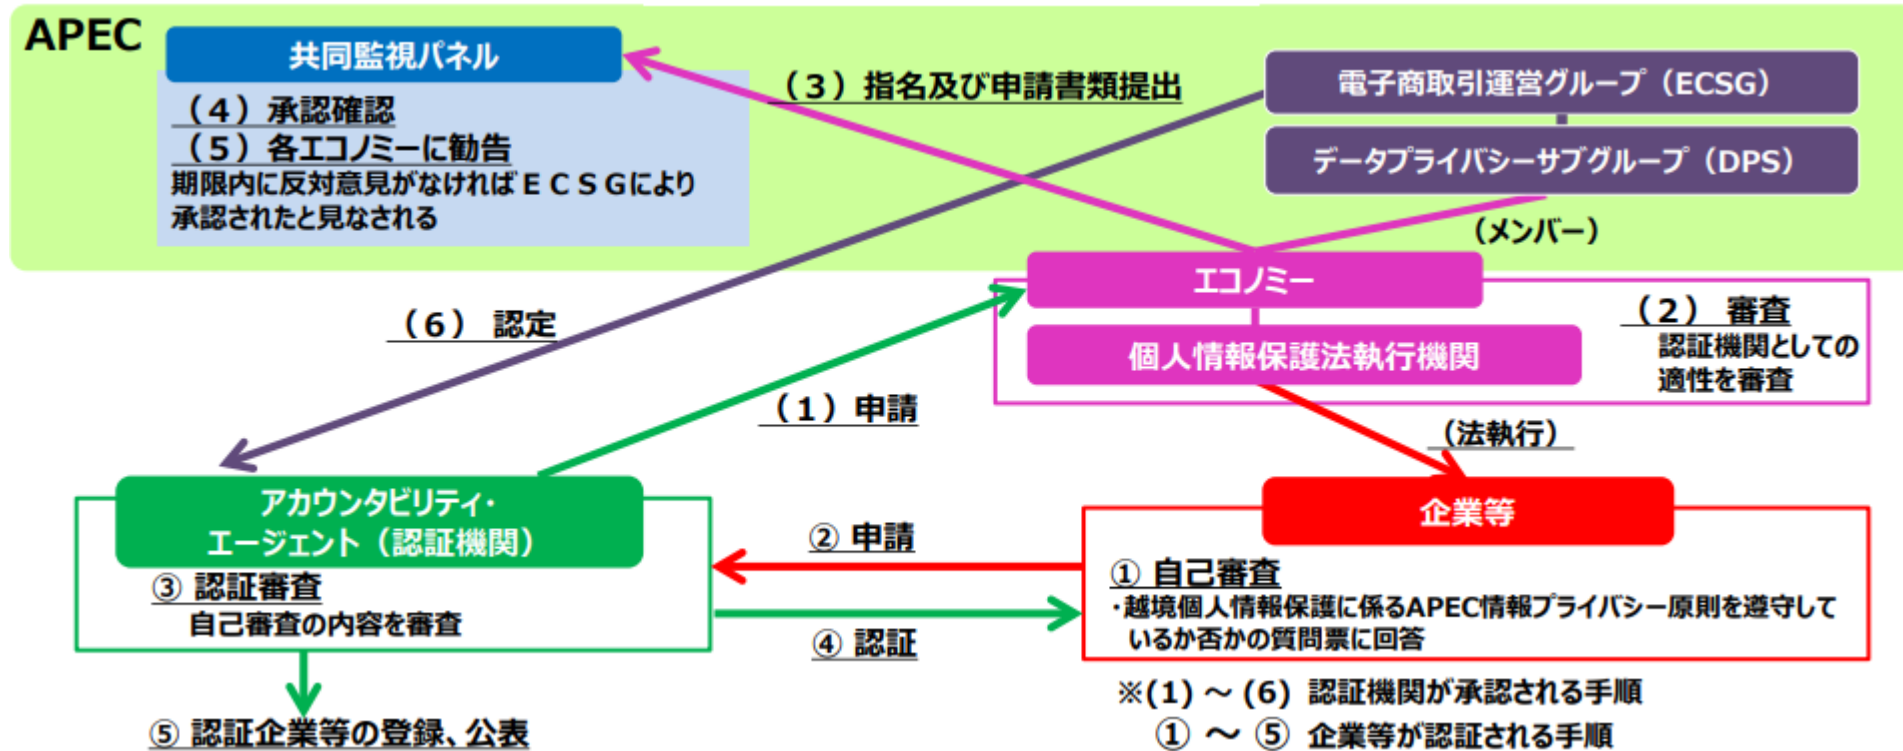 APEC
共同監視パネル
（４）承認確認
（５）各エコノミーに勧告
期限内に反対意見がなければＥＣＳＧにより
承認されたと見なされる
（３）指名及び申請書類提出
電子商取引運営グループ（ECSG）
データプライバシーサブグループ（DPS）
（メンバー）
エコノミー
個人情報保護法執行機関
（２） 審査
認証機関としての
適性を審査
（６） 認定
（１）申請
（法執行）
アカウンタビリティ・
エージェント（認証機関）
③ 認証審査
自己審査の内容を審査
② 申請
④ 認証
企業等
① 自己審査
・越境個人情報保護に係るAPEC情報プライバシー原則を遵守して
いるか否かの質問票に回答
⑤ 認証企業等の登録、公表
※(1) ～ (6) 認証機関が承認される手順
① ～ ⑤ 企業等が認証される手順